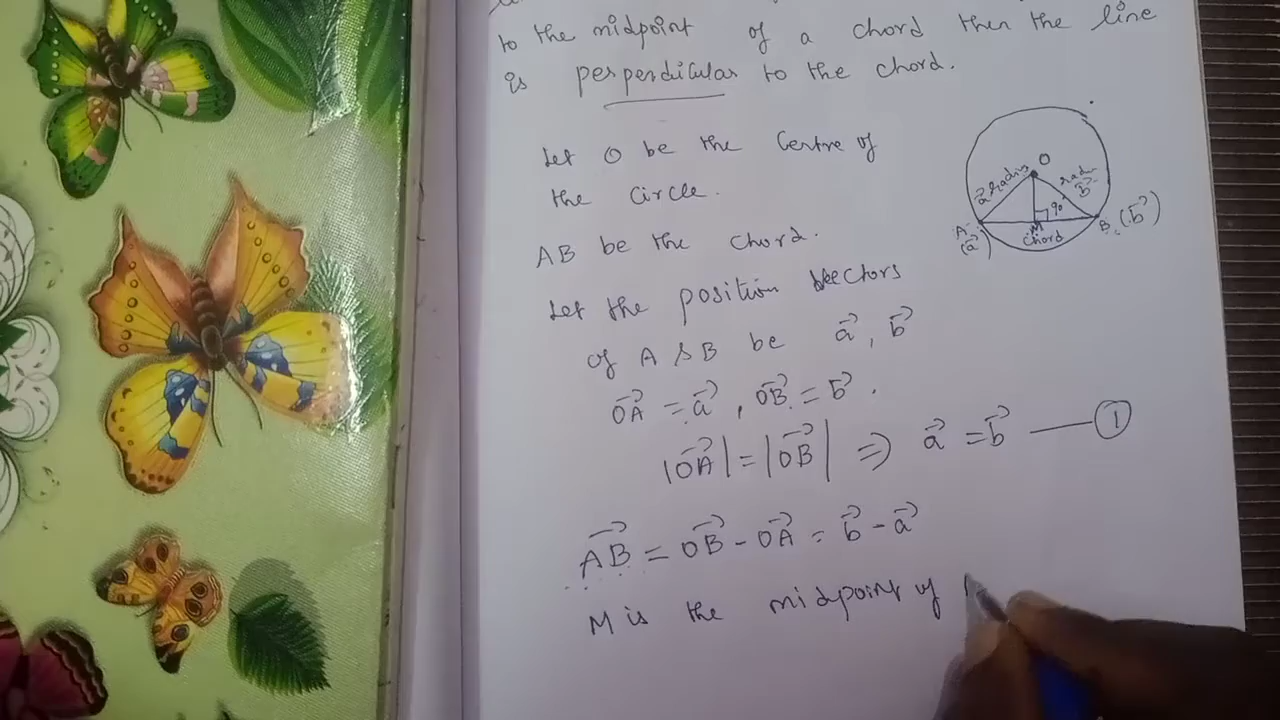 to the midpoint of a chord then the line
is perpendicular to the chord.
Let O be the Centre of
the Circle.
AB be the chord.
Let the position Vectors
of A & B be a⃗, b⃗
OA⃗ = a⃗, OB⃗ = b⃗.
|OA⃗| = |OB⃗| ⇒ a⃗ = b⃗ —— ①
AB⃗ = OB⃗ - OA⃗ = b⃗ - a⃗
M is the midpoint of
O
a⃗ radius
b⃗
90
A
(a⃗)
M
B (b⃗)
chord